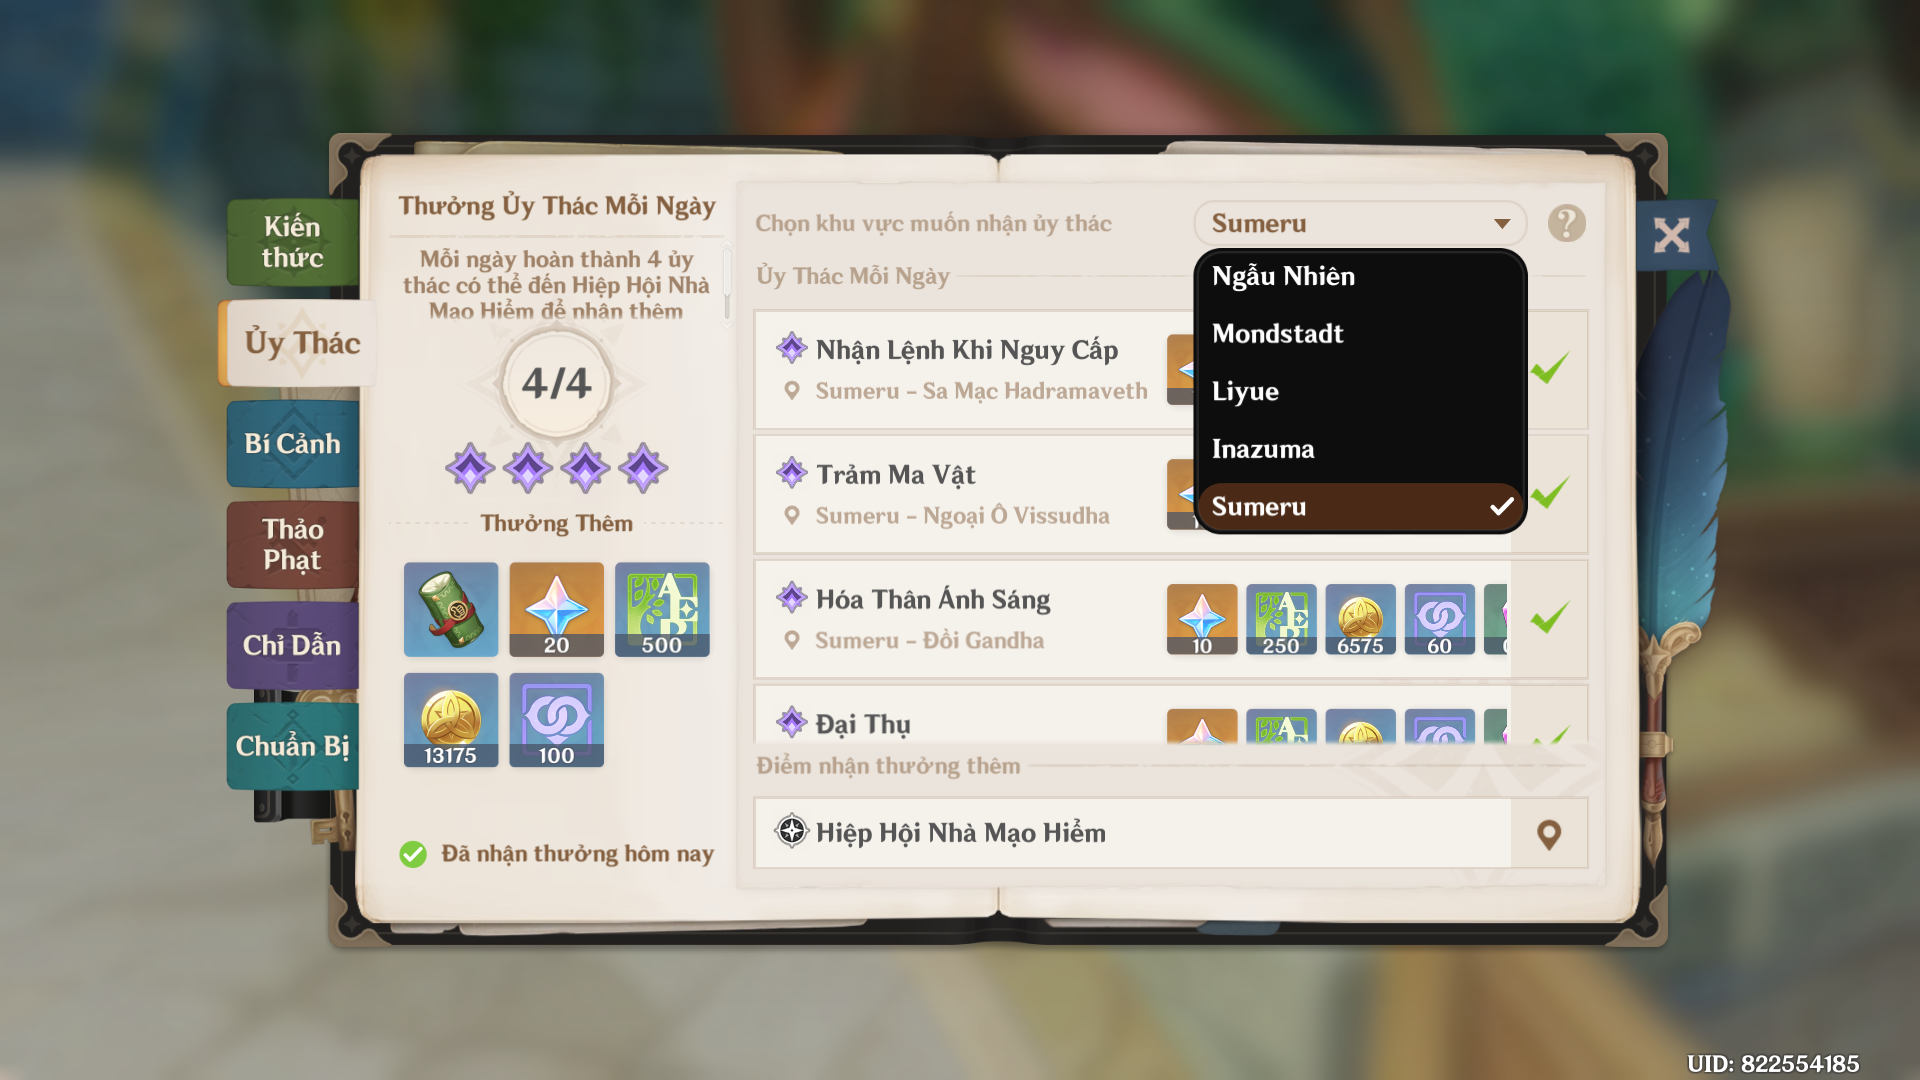 Kiến
thức
Ủy Thác
Bí Cảnh
Thảo
Phạt
Chỉ Dẫn
Chuẩn Bị
Thưởng Ủy Thác Mỗi Ngày
Mỗi ngày hoàn thành 4 ủy
thác có thể đến Hiệp Hội Nhà
Mạo Hiểm để nhận thêm
4/4
Thưởng Thêm
20
500
13175
100
Đã nhận thưởng hôm nay
Chọn khu vực muốn nhận ủy thác
Sumeru
?
Ngẫu Nhiên
Mondstadt
Liyue
Inazuma
Sumeru
Ủy Thác Mỗi Ngày
Nhận Lệnh Khi Nguy Cấp
Sumeru – Sa Mạc Hadramaveth
Trảm Ma Vật
Sumeru – Ngoại Ô Vissudha
Hóa Thân Ánh Sáng
Sumeru – Đồi Gandha
10
250
6575
60
Đại Thụ
Điểm nhận thưởng thêm
Hiệp Hội Nhà Mạo Hiểm
UID: 822554185